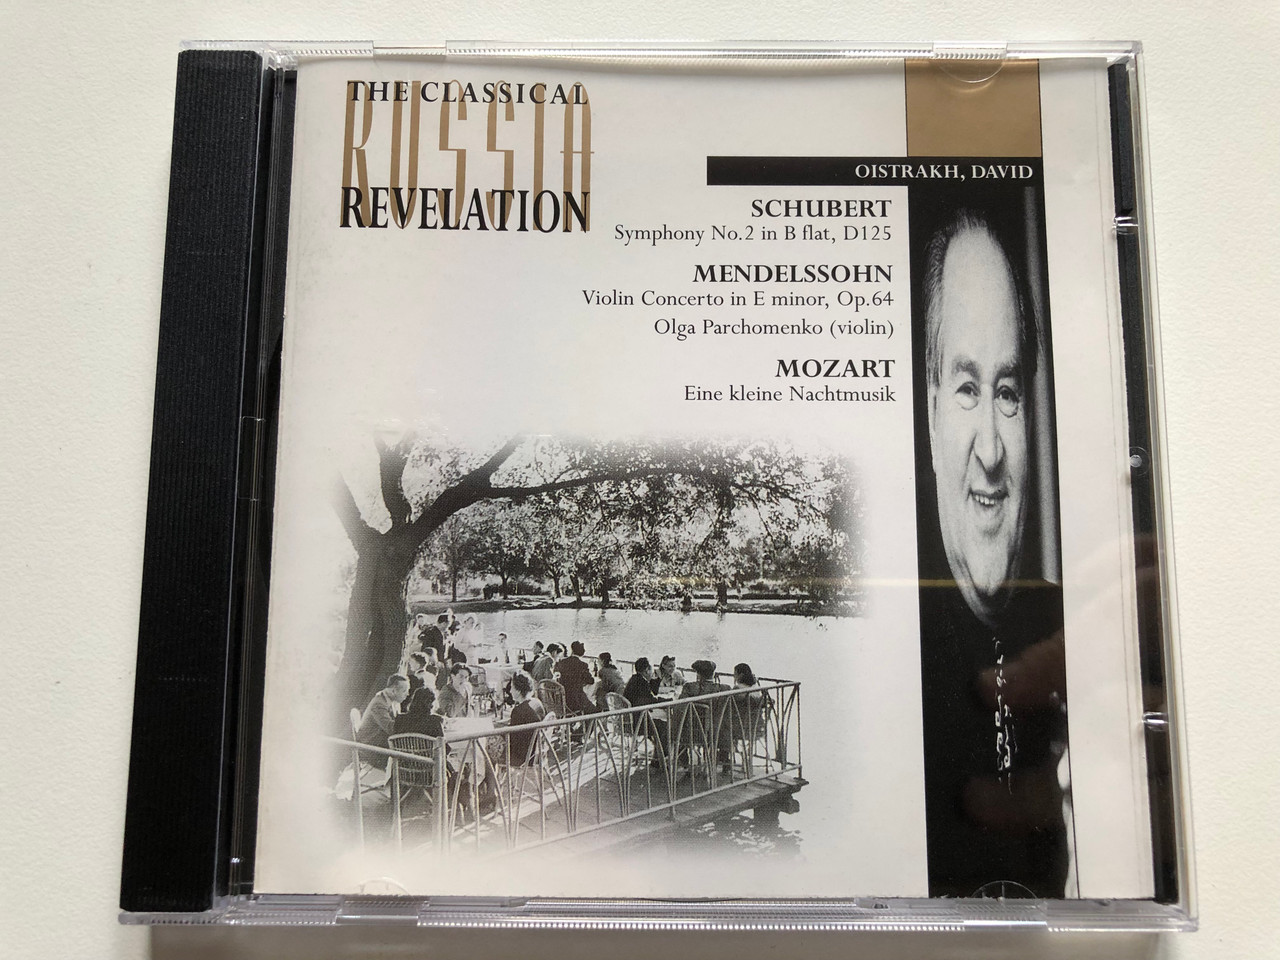 THE CLASSICAL
RUSSIA
REVELATION
OISTRAKH, DAVID
SCHUBERT
Symphony No.2 in B flat, D125
MENDELSSOHN
Violin Concerto in E minor, Op.64
Olga Parchomenko (violin)
MOZART
Eine kleine Nachtmusik